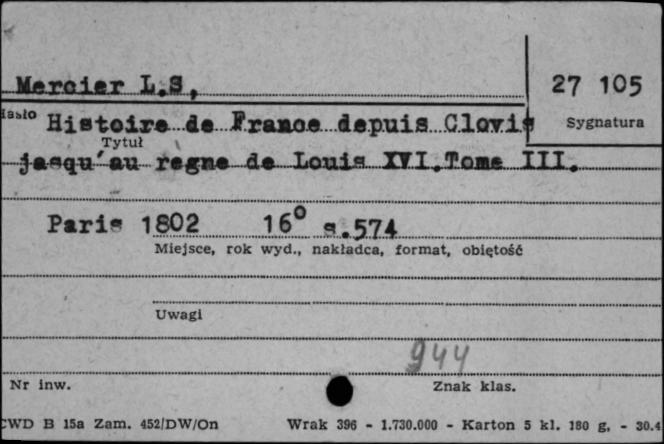 Mercier L.S,
27 105
Hasło Histoire de France depuis Clovis
Sygnatura
Tytuł
jasqu'au regne de Louis XVI.Tome III.
Paris 1802 16° s.574
Miejsce, rok wyd., nakładca, format, objętość
Uwagi
944
Nr inw.
Znak klas.
CWD B 15a Zam. 452/DW/On Wrak 396 - 1.730.000 - Karton 5 kl. 180 g. - 30.4